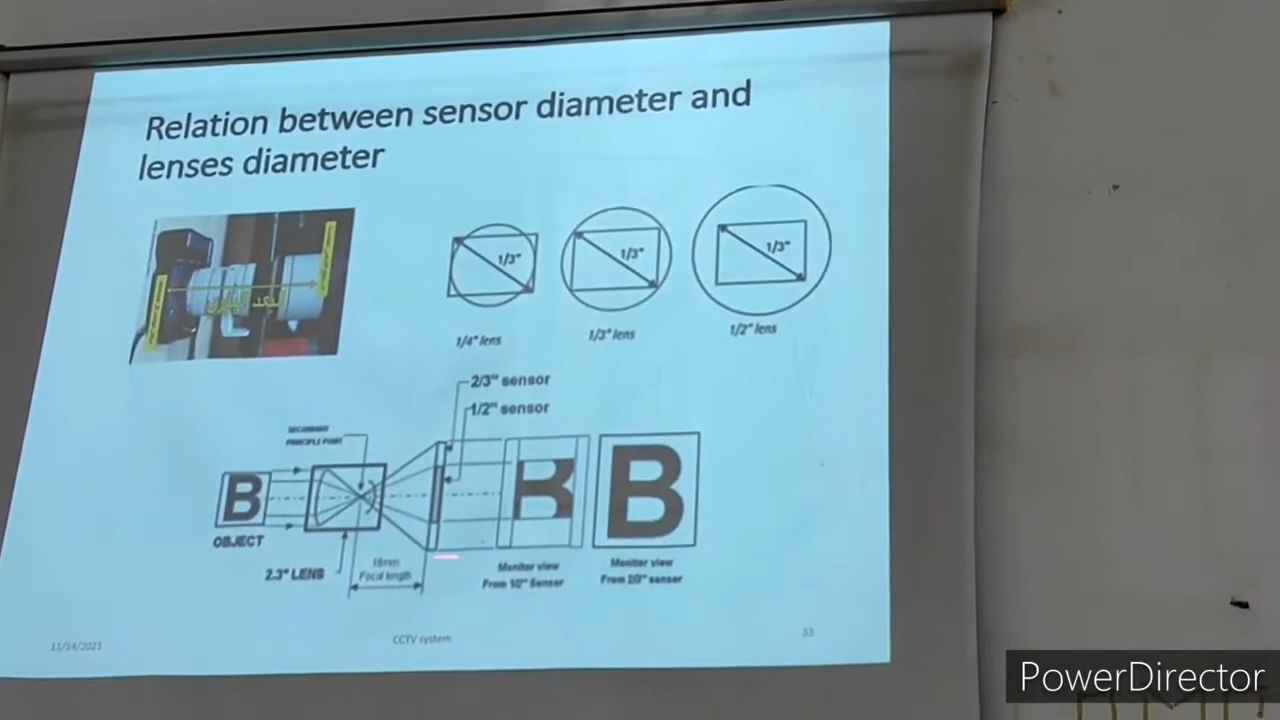 Relation between sensor diameter and
lenses diameter
1/3"
1/3"
1/3"
1/4" lens
1/3" lens
1/2" lens
2/3" sensor
1/2" sensor
SECONDARY
PRINCIPLE POINT
B
B
B
OBJECT
2.3" LENS
16mm
Focal length
Monitor view
From 1/2" Sensor
Monitor view
From 2/3" sensor
11/14/2021
CCTV system
33
PowerDirector